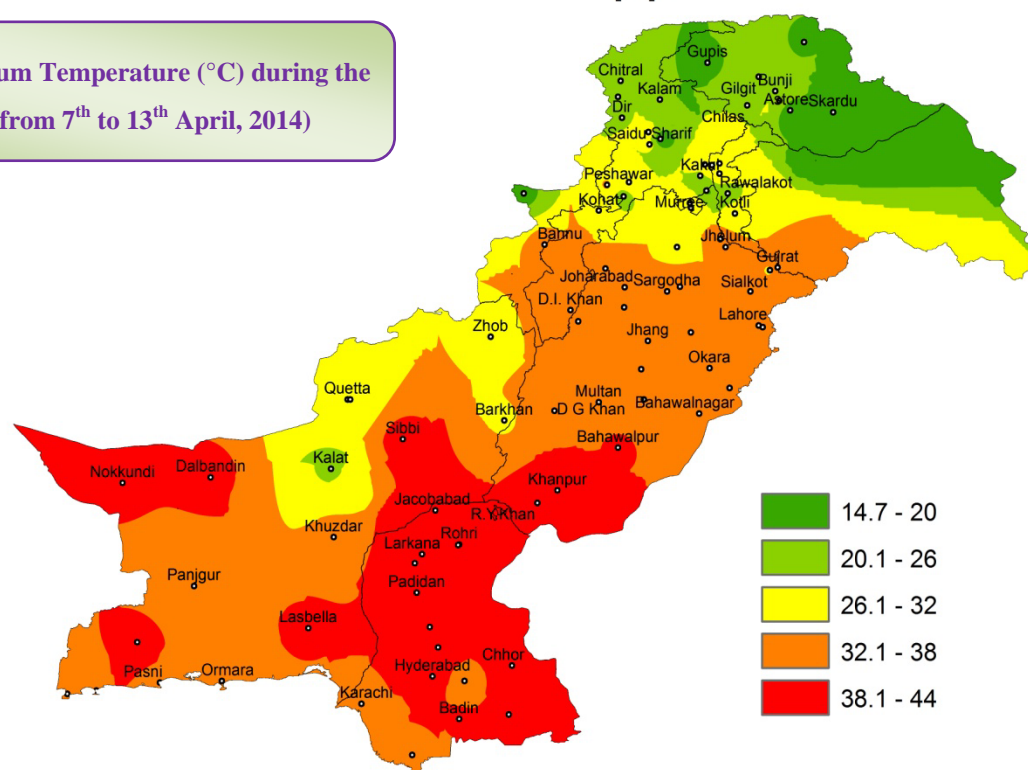 um Temperature (°C) during the
from 7th to 13th April, 2014)
Gupis
Chitral
Kalam
Gilgit
Bunji
Dir
Astore
Skardu
Chilas
Saidu Sharif
Peshawar
Rawalakot
Kohat
Kotli
Bannu
Jhelum
Gujrat
Joharabad
Sargodha
Sialkot
D.I. Khan
Lahore
Zhob
Jhang
Okara
Quetta
Multan
Barkhan
D G Khan
Bahawalnagar
Sibbi
Bahawalpur
Kalat
Nokkundi
Dalbandin
Khanpur
Jacobabad
R.Y.Khan
Khuzdar
Rohri
Larkana
Panjgur
Padidan
Lasbella
Chhor
Hyderabad
Pasni
Ormara
Karachi
Badin
14.7 - 20
20.1 - 26
26.1 - 32
32.1 - 38
38.1 - 44